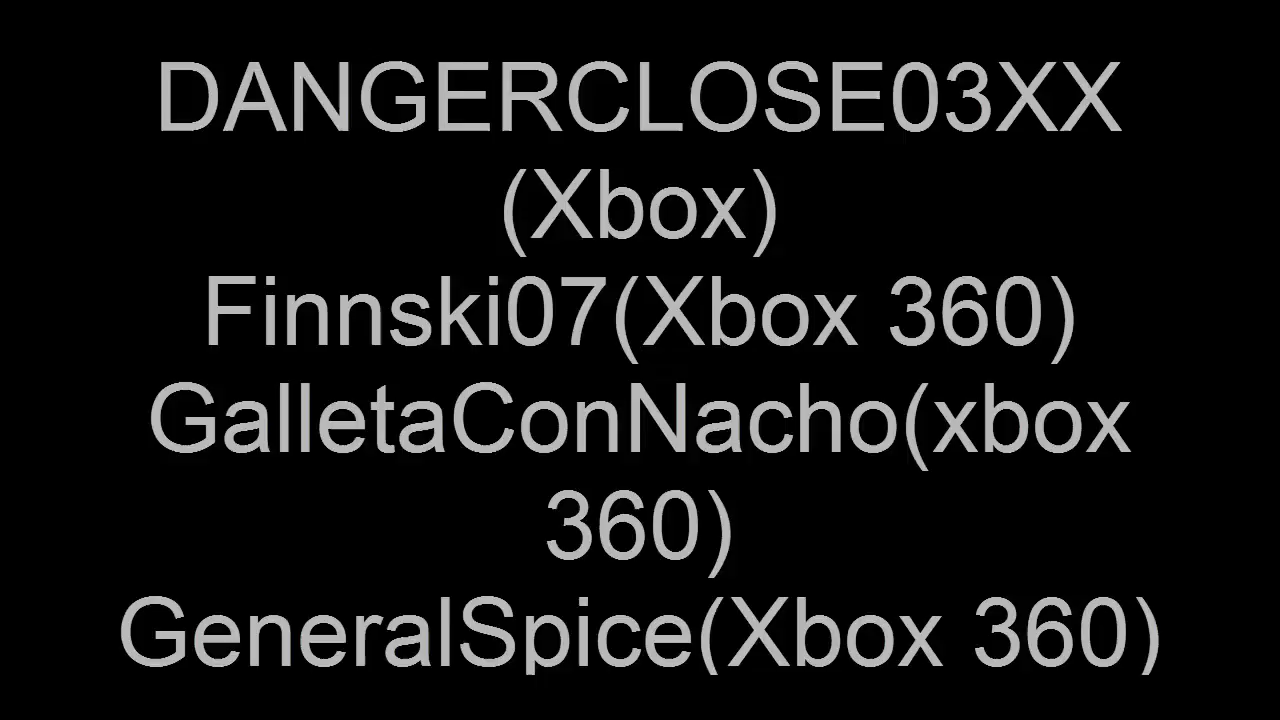 DANGERCLOSE03XX
(Xbox)
Finnski07(Xbox 360)
GalletaConNacho(xbox
360)
GeneralSpice(Xbox 360)